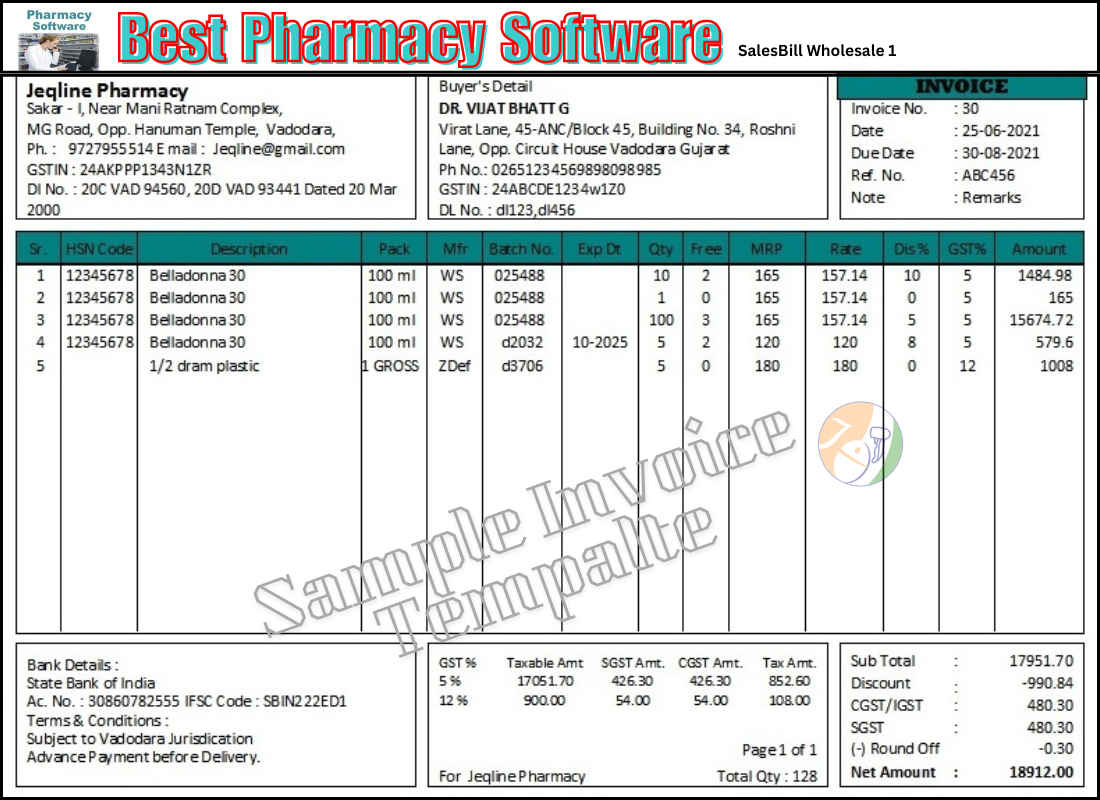 Pharmacy
Software
Best Pharmacy Software
SalesBill Wholesale 1
Jeqline Pharmacy
Sakar - I, Near Mani Ratnam Complex,
MG Road, Opp. Hanuman Temple, Vadodara,
Ph. : 9727955514 E mail : Jeqline@gmail.com
GSTIN : 24AKPPP1343N1ZR
Dl No. : 20C VAD 94560, 20D VAD 93441 Dated 20 Mar
2000
Buyer's Detail
DR. VIJAT BHATT G
Virat Lane, 45-ANC/Block 45, Building No. 34, Roshni
Lane, Opp. Circuit House Vadodara Gujarat
Ph No.: 02651234569898098985
GSTIN : 24ABCDE1234w1Z0
DL No. : dl123,dl456
INVOICE
Invoice No. : 30
Date : 25-06-2021
Due Date : 30-08-2021
Ref. No. : ABC456
Note : Remarks
Sr. HSN Code Description Pack Mfr Batch No. Exp Dt Qty Free MRP Rate Dis% GST% Amount
1 12345678 Belladonna 30 100 ml WS 025488 10 2 165 157.14 10 5 1484.98
2 12345678 Belladonna 30 100 ml WS 025488 1 0 165 157.14 0 5 165
3 12345678 Belladonna 30 100 ml WS 025488 100 3 165 157.14 5 5 15674.72
4 12345678 Belladonna 30 100 ml WS d2032 10-2025 5 2 120 120 8 5 579.6
5 1/2 dram plastic 1 GROSS ZDef d3706 5 0 180 180 0 12 1008
Sample Invoice
Tempalte
Bank Details :
State Bank of India
Ac. No. : 30860782555 IFSC Code : SBIN222ED1
Terms & Conditions :
Subject to Vadodara Jurisdication
Advance Payment before Delivery.
GST % Taxable Amt SGST Amt. CGST Amt. Tax Amt.
5 % 17051.70 426.30 426.30 852.60
12 % 900.00 54.00 54.00 108.00
Page 1 of 1
For Jeqline Pharmacy Total Qty : 128
Sub Total : 17951.70
Discount : -990.84
CGST/IGST : 480.30
SGST : 480.30
(-) Round Off -0.30
Net Amount : 18912.00